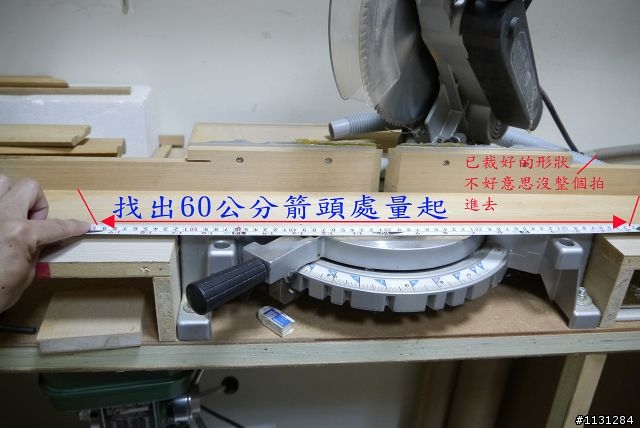 已裁好的形狀
不好意思沒整個拍
進去
找出60公分箭頭處量起
#1131284